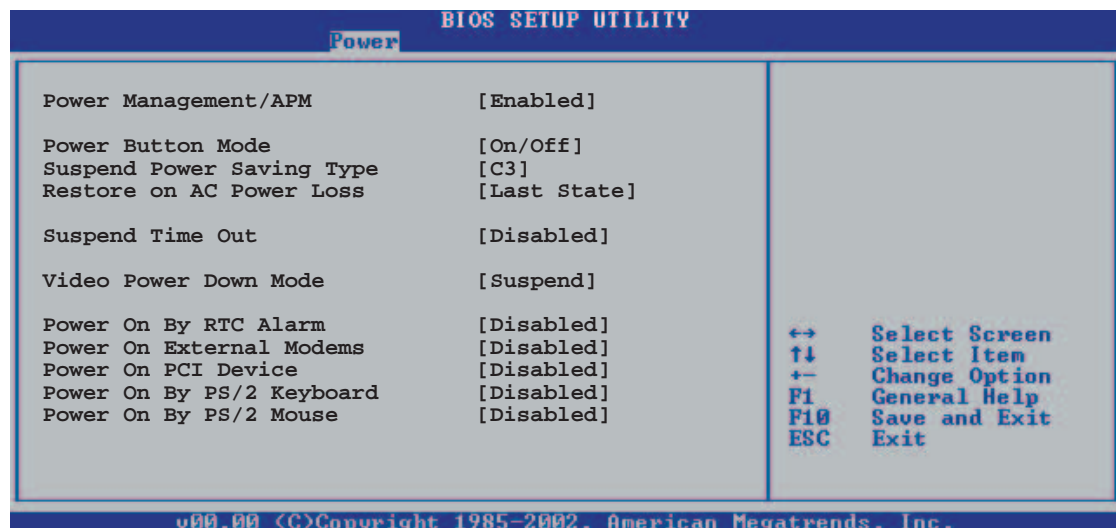 BIOS SETUP UTILITY
Power
Power Management/APM [Enabled]
Power Button Mode [On/Off]
Suspend Power Saving Type [C3]
Restore on AC Power Loss [Last State]
Suspend Time Out [Disabled]
Video Power Down Mode [Suspend]
Power On By RTC Alarm [Disabled]
Power On External Modems [Disabled]
Power On PCI Device [Disabled]
Power On By PS/2 Keyboard [Disabled]
Power On By PS/2 Mouse [Disabled]
←→ Select Screen
↑↓ Select Item
+- Change Option
F1 General Help
F10 Save and Exit
ESC Exit
v00.00 (C)Copyright 1985-2002, American Megatrends, Inc.